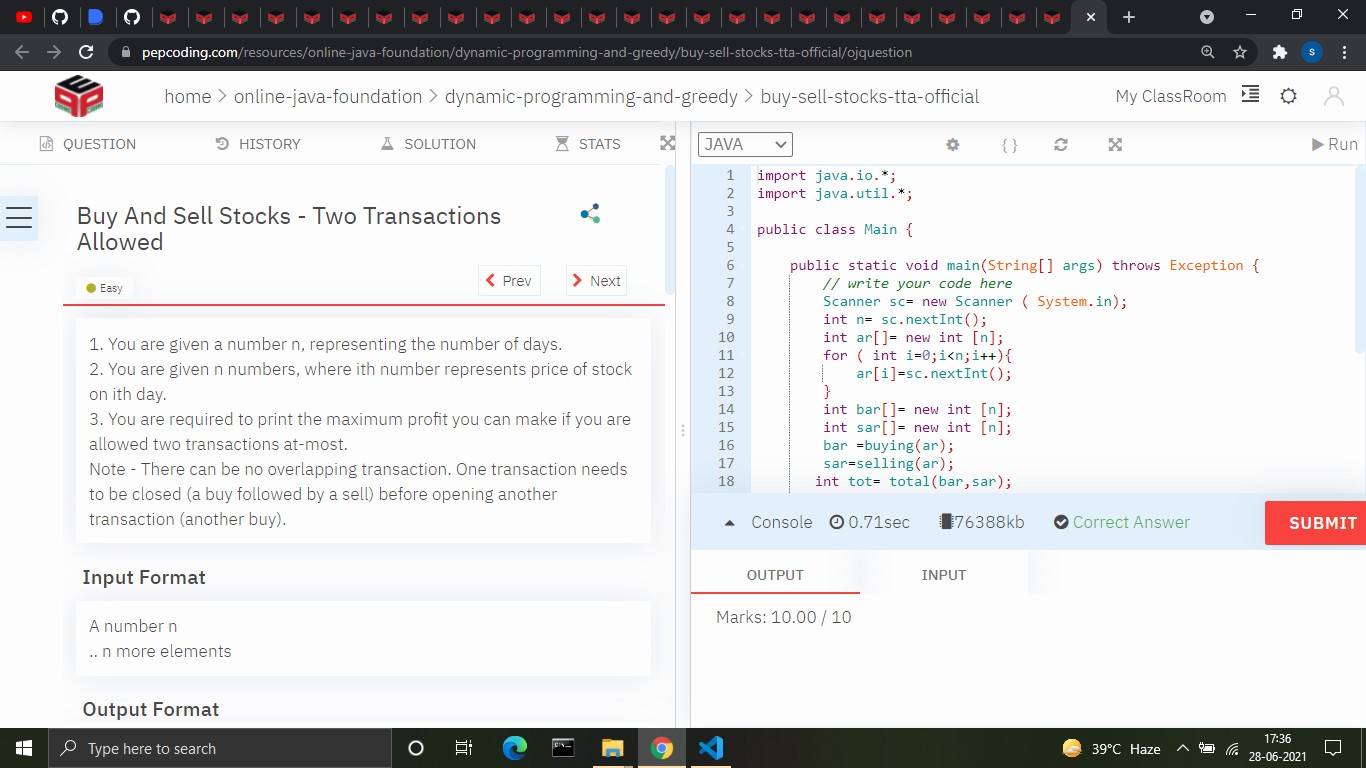 pepcoding.com/resources/online-java-foundation/dynamic-programming-and-greedy/buy-sell-stocks-tta-official/ojquestion
S
home > online-java-foundation > dynamic-programming-and-greedy > buy-sell-stocks-tta-official
My ClassRoom
QUESTION HISTORY SOLUTION STATS
Buy And Sell Stocks - Two Transactions
Allowed
Easy
Prev Next
1. You are given a number n, representing the number of days.
2. You are given n numbers, where ith number represents price of stock
on ith day.
3. You are required to print the maximum profit you can make if you are
allowed two transactions at-most.
Note - There can be no overlapping transaction. One transaction needs
to be closed (a buy followed by a sell) before opening another
transaction (another buy).
Input Format
A number n
.. n more elements
Output Format
JAVA { } Run
1 import java.io.*;
2 import java.util.*;
3
4 public class Main {
5
6 public static void main(String[] args) throws Exception {
7 // write your code here
8 Scanner sc= new Scanner ( System.in);
9 int n= sc.nextInt();
10 int ar[]= new int [n];
11 for ( int i=0;i<n;i++){
12 ar[i]=sc.nextInt();
13 }
14 int bar[]= new int [n];
15 int sar[]= new int [n];
16 bar =buying(ar);
17 sar=selling(ar);
18 int tot= total(bar,sar);
Console 0.71sec 76388kb Correct Answer SUBMIT
OUTPUT INPUT
Marks: 10.00 / 10
Type here to search
39°C Haze
17:36
28-06-2021